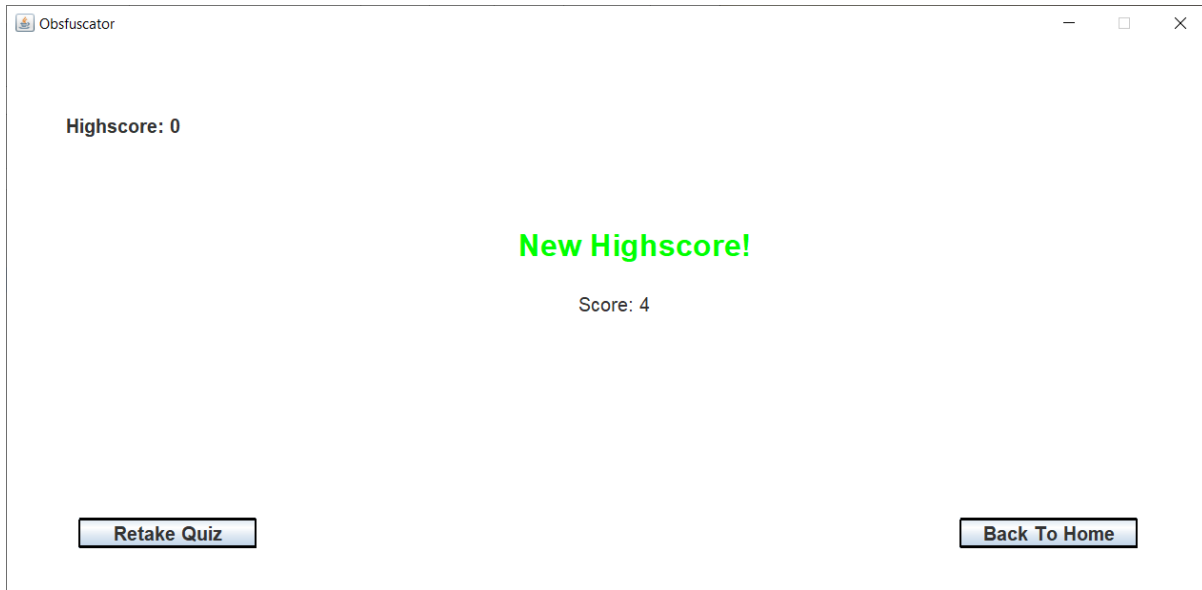 Obsfuscator
Highscore: 0
New Highscore!
Score: 4
Retake Quiz
Back To Home